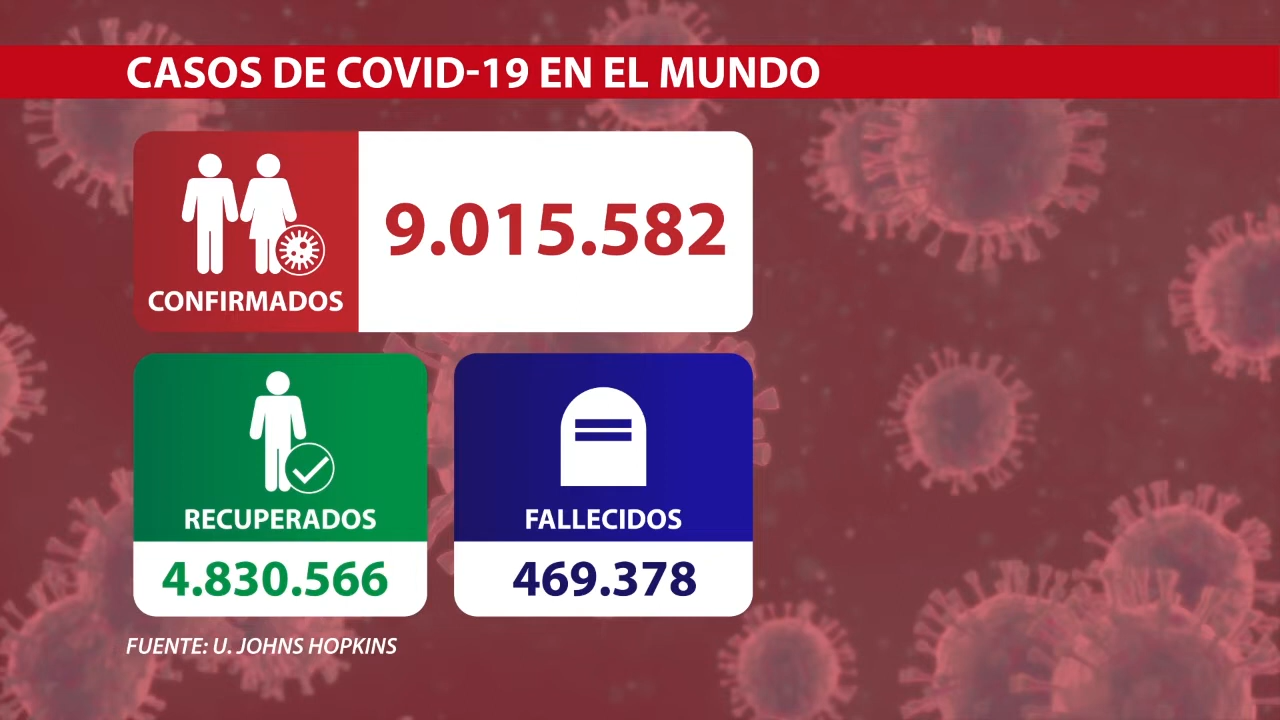 CASOS DE COVID-19 EN EL MUNDO
CONFIRMADOS
9.015.582
RECUPERADOS
4.830.566
FALLECIDOS
469.378
FUENTE: U. JOHNS HOPKINS